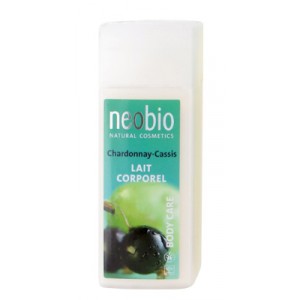 neobio
NATURAL COSMETICS
Chardonnay-Cassis
LAIT
CORPOREL
BODY CARE